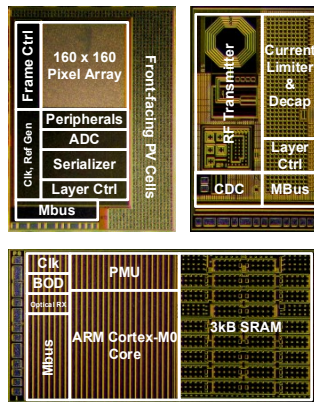 Frame Ctrl
160 x 160
Pixel Array
Front-facing PV Cells
Clk, Ref Gen
Peripherals
ADC
Serializer
Layer Ctrl
Mbus
RF Transmitter
Current
Limiter
&
Decap
Layer
Ctrl
CDC
MBus
Clk
BOD
Optical RX
Mbus
PMU
ARM Cortex-M0
Core
3kB SRAM